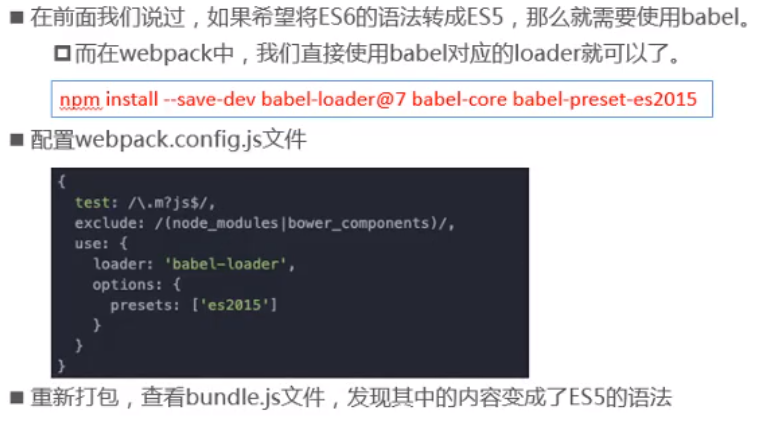 ■ 在前面我们说过，如果希望将ES6的语法转成ES5，那么就需要使用babel。
而在webpack中，我们直接使用babel对应的loader就可以了。
npm install --save-dev babel-loader@7 babel-core babel-preset-es2015
■ 配置webpack.config.js文件
{
  test: /\.m?js$/,
  exclude: /(node_modules|bower_components)/,
  use: {
    loader: 'babel-loader',
    options: {
      presets: ['es2015']
    }
  }
}
■ 重新打包，查看bundle.js文件，发现其中的内容变成了ES5的语法